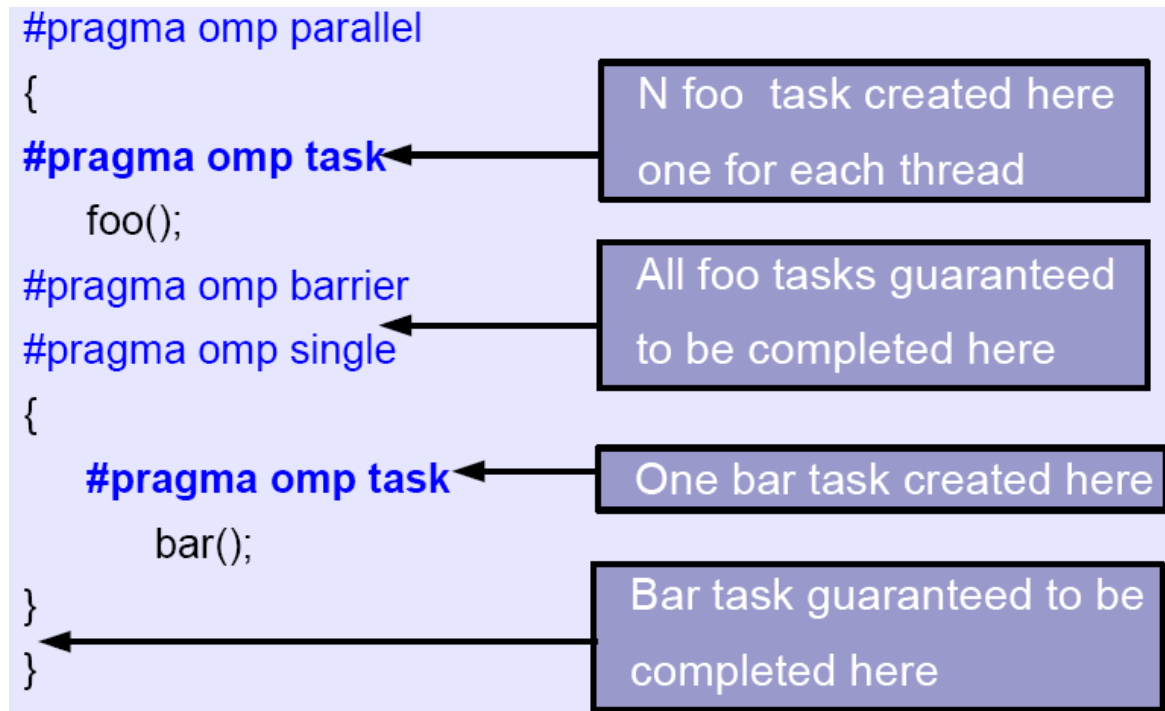 #pragma omp parallel
{
N foo task created here
#pragma omp task
one for each thread
foo();
All foo tasks guaranteed
#pragma omp barrier
to be completed here
#pragma omp single
{
#pragma omp task
One bar task created here
bar();
}
Bar task guaranteed to be
}
completed here